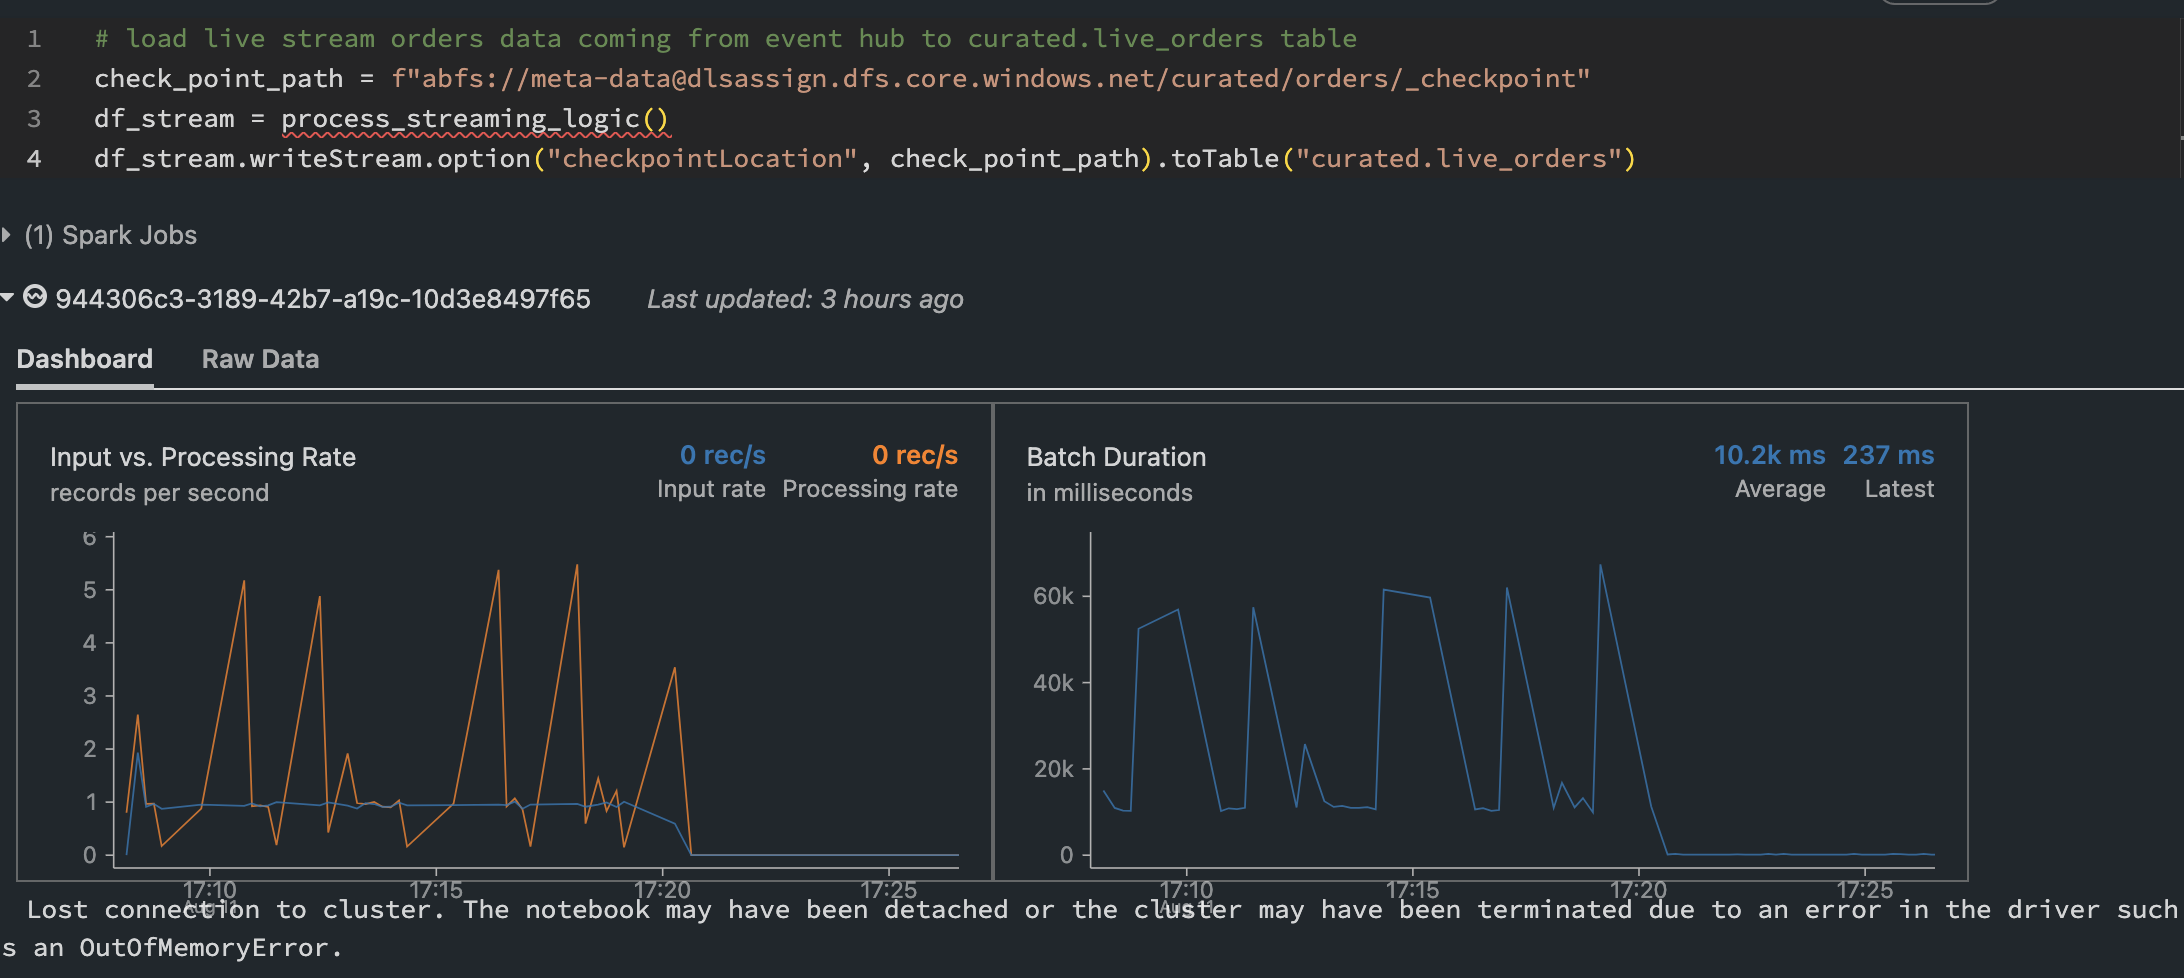 1 # load live stream orders data coming from event hub to curated.live_orders table
2 check_point_path = f"abfs://meta-data@dlsassign.dfs.core.windows.net/curated/orders/_checkpoint"
3 df_stream = process_streaming_logic()
4 df_stream.writeStream.option("checkpointLocation", check_point_path).toTable("curated.live_orders")
(1) Spark Jobs
944306c3-3189-42b7-a19c-10d3e8497f65 Last updated: 3 hours ago
Dashboard Raw Data
Input vs. Processing Rate 0 rec/s 0 rec/s
records per second Input rate Processing rate
6
5
4
3
2
1
0
17:10 17:15 17:20 17:25
Aug 11
Batch Duration 10.2k ms 237 ms
in milliseconds Average Latest
60k
40k
20k
0
17:10 17:15 17:20 17:25
Aug 11
Lost connection to cluster. The notebook may have been detached or the cluster may have been terminated due to an error in the driver such
s an OutOfMemoryError.